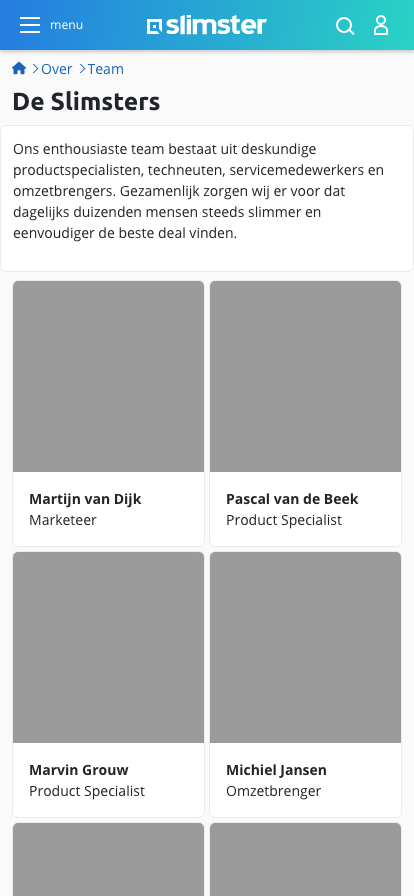 menu
slimster
Over
Team
De Slimsters
Ons enthousiaste team bestaat uit deskundige
productspecialisten, techneuten, servicemedewerkers en
omzetbrengers. Gezamenlijk zorgen wij er voor dat
dagelijks duizenden mensen steeds slimmer en
eenvoudiger de beste deal vinden.
Martijn van Dijk
Marketeer
Pascal van de Beek
Product Specialist
Marvin Grouw
Product Specialist
Michiel Jansen
Omzetbrenger